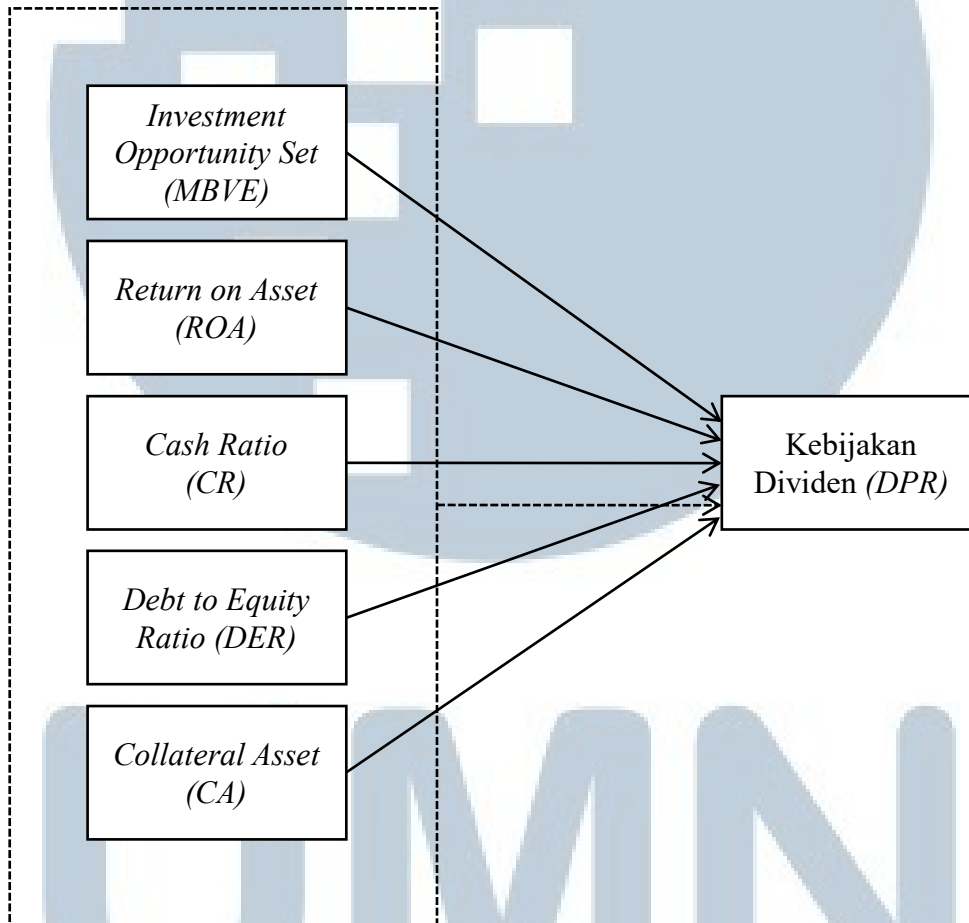 Investment
Opportunity Set
(MBVE)
Return on Asset
(ROA)
Cash Ratio
(CR)
Kebijakan
Dividen (DPR)
Debt to Equity
Ratio (DER)
Collateral Asset
(CA)
UMN